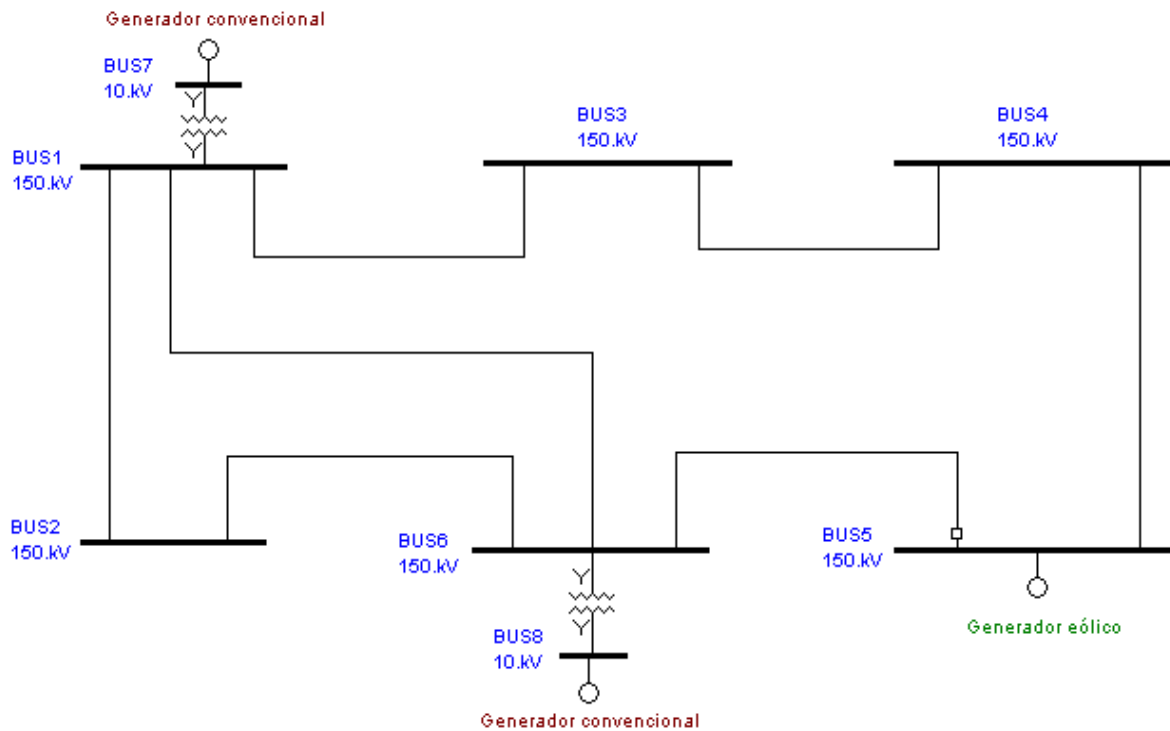 Generador convencional
BUS7
10.kV
BUS3
150.kV
BUS4
150.kV
BUS1
150.kV
BUS2
150.kV
BUS6
150.kV
BUS5
150.kV
Generador eólico
BUS8
10.kV
Generador convencional